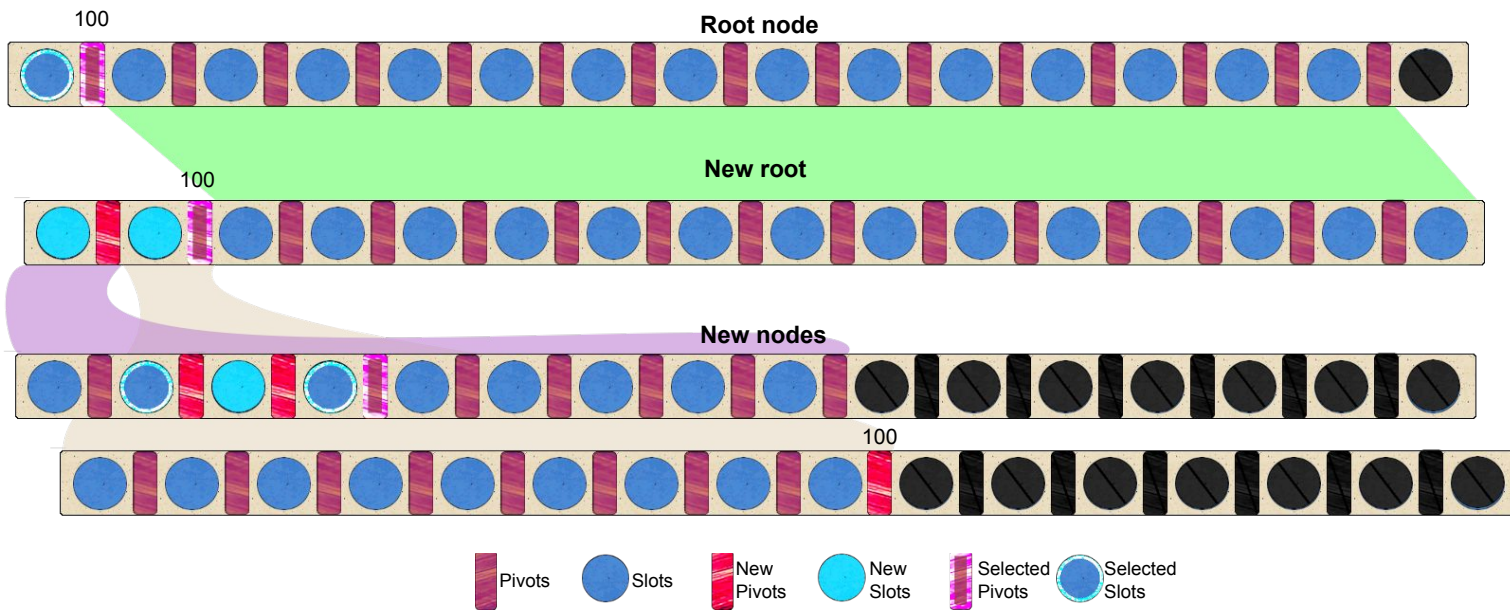 100
Root node
New root
100
New nodes
100
Pivots
Slots
New
Pivots
New
Slots
Selected
Pivots
Selected
Slots